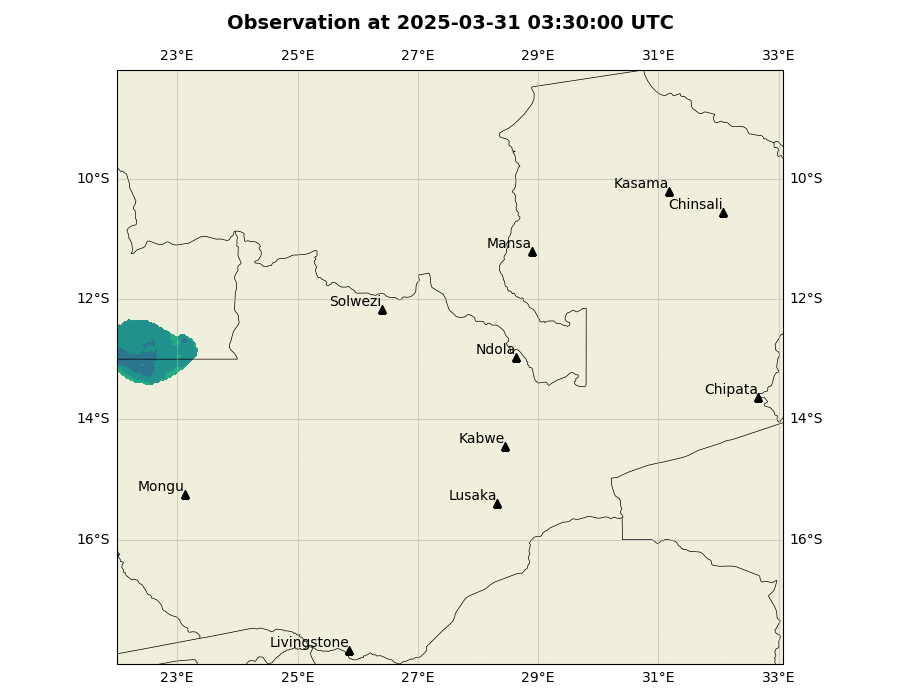 Observation at 2025-03-31 03:30:00 UTC
23°E 25°E 27°E 29°E 31°E 33°E
10°S 10°S
Kasama
Chinsali
Mansa
12°S 12°S
Solwezi
Ndola
Chipata
14°S 14°S
Kabwe
Mongu
Lusaka
16°S 16°S
Livingstone
23°E 25°E 27°E 29°E 31°E 33°E